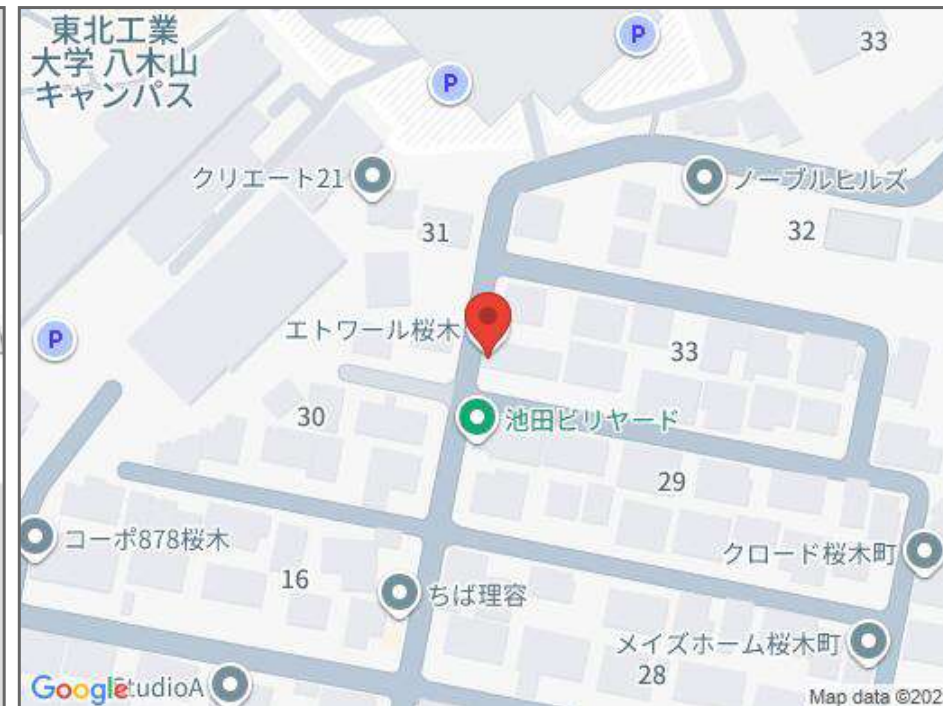 東北工業
大学 八木山
キャンパス
P
P
33
クリエート21
ノーブルヒルズ
31
32
エトワール桜木
P
33
30
池田ビリヤード
29
コーポ878桜木
クロード桜木町
16
ちば理容
メイズホーム桜木町
28
Google
tudioA
Map data ©202